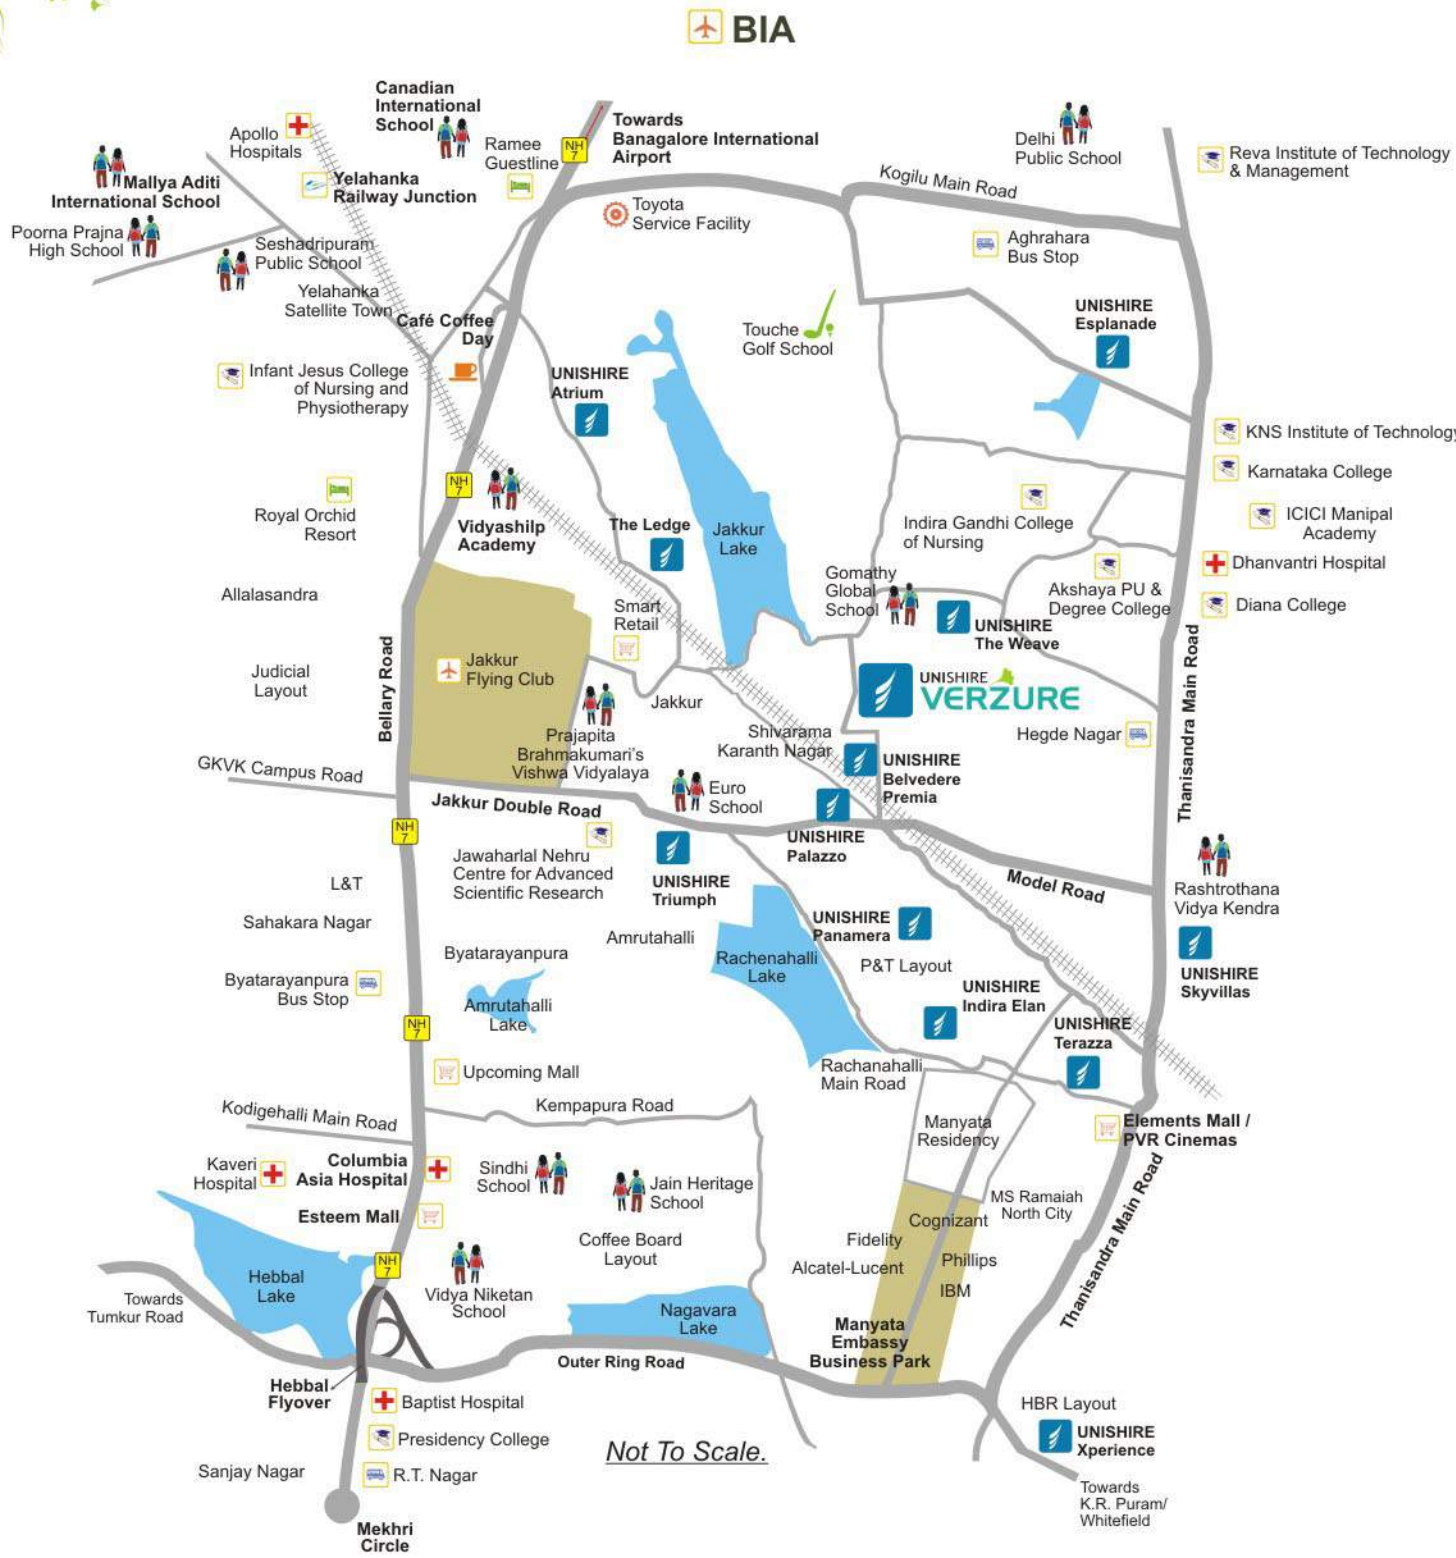 BIA
Canadian
International
School
Apollo
Hospitals
Ramee
Guestline
NH
7
Towards
Banagalore International
Airport
Delhi
Public School
Reva Institute of Technology
& Management
Mallya Aditi
International School
Yelahanka
Railway Junction
Kogilu Main Road
Poorna Prajna
High School
Toyota
Service Facility
Seshadripuram
Public School
Aghrahara
Bus Stop
Yelahanka
Satellite Town
Café Coffee
Day
UNISHIRE
Esplanade
Touche
Golf School
Infant Jesus College
of Nursing and
Physiotherapy
UNISHIRE
Atrium
KNS Institute of Technology
Karnataka College
NH
7
Royal Orchid
Resort
Vidyashilp
Academy
The Ledge
Jakkur
Lake
Indira Gandhi College
of Nursing
ICICI Manipal
Academy
Dhanvantri Hospital
Allalasandra
Smart
Retail
Gomathy
Global
School
Akshaya PU &
Degree College
Diana College
UNISHIRE
The Weave
Judicial
Layout
Bellary Road
Jakkur
Flying Club
Jakkur
UNISHIRE
VERZURE
Thanisandra Main Road
Prajapita
Brahmakumari's
Vishwa Vidyalaya
Shivarama
Karanth Nagar
Hegde Nagar
GKVK Campus Road
Euro
School
UNISHIRE
Belvedere
Premia
Jakkur Double Road
NH
7
UNISHIRE
Palazzo
Jawaharlal Nehru
Centre for Advanced
Scientific Research
UNISHIRE
Triumph
Model Road
Rashtrothana
Vidya Kendra
L&T
Sahakara Nagar
Byatarayanpura
Amrutahalli
UNISHIRE
Panamera
Rachenahalli
Lake
P&T Layout
UNISHIRE
Skyvillas
Byatarayanpura
Bus Stop
Amrutahalli
Lake
NH
7
UNISHIRE
Indira Elan
UNISHIRE
Terazza
Upcoming Mall
Rachanahalli
Main Road
Kodigehalli Main Road
Kempapura Road
Manyata
Residency
Elements Mall /
PVR Cinemas
Kaveri
Hospital
Columbia
Asia Hospital
Sindhi
School
Jain Heritage
School
MS Ramaiah
North City
Esteem Mall
Cognizant
Coffee Board
Layout
Fidelity
Alcatel-Lucent
Phillips
IBM
Thanisandra Main Road
NH
7
Hebbal
Lake
Vidya Niketan
School
Towards
Tumkur Road
Nagavara
Lake
Manyata
Embassy
Business Park
Outer Ring Road
Hebbal
Flyover
Baptist Hospital
HBR Layout
Presidency College
UNISHIRE
Xperience
Not To Scale.
Sanjay Nagar
R.T. Nagar
Towards
K.R. Puram/
Whitefield
Mekhri
Circle